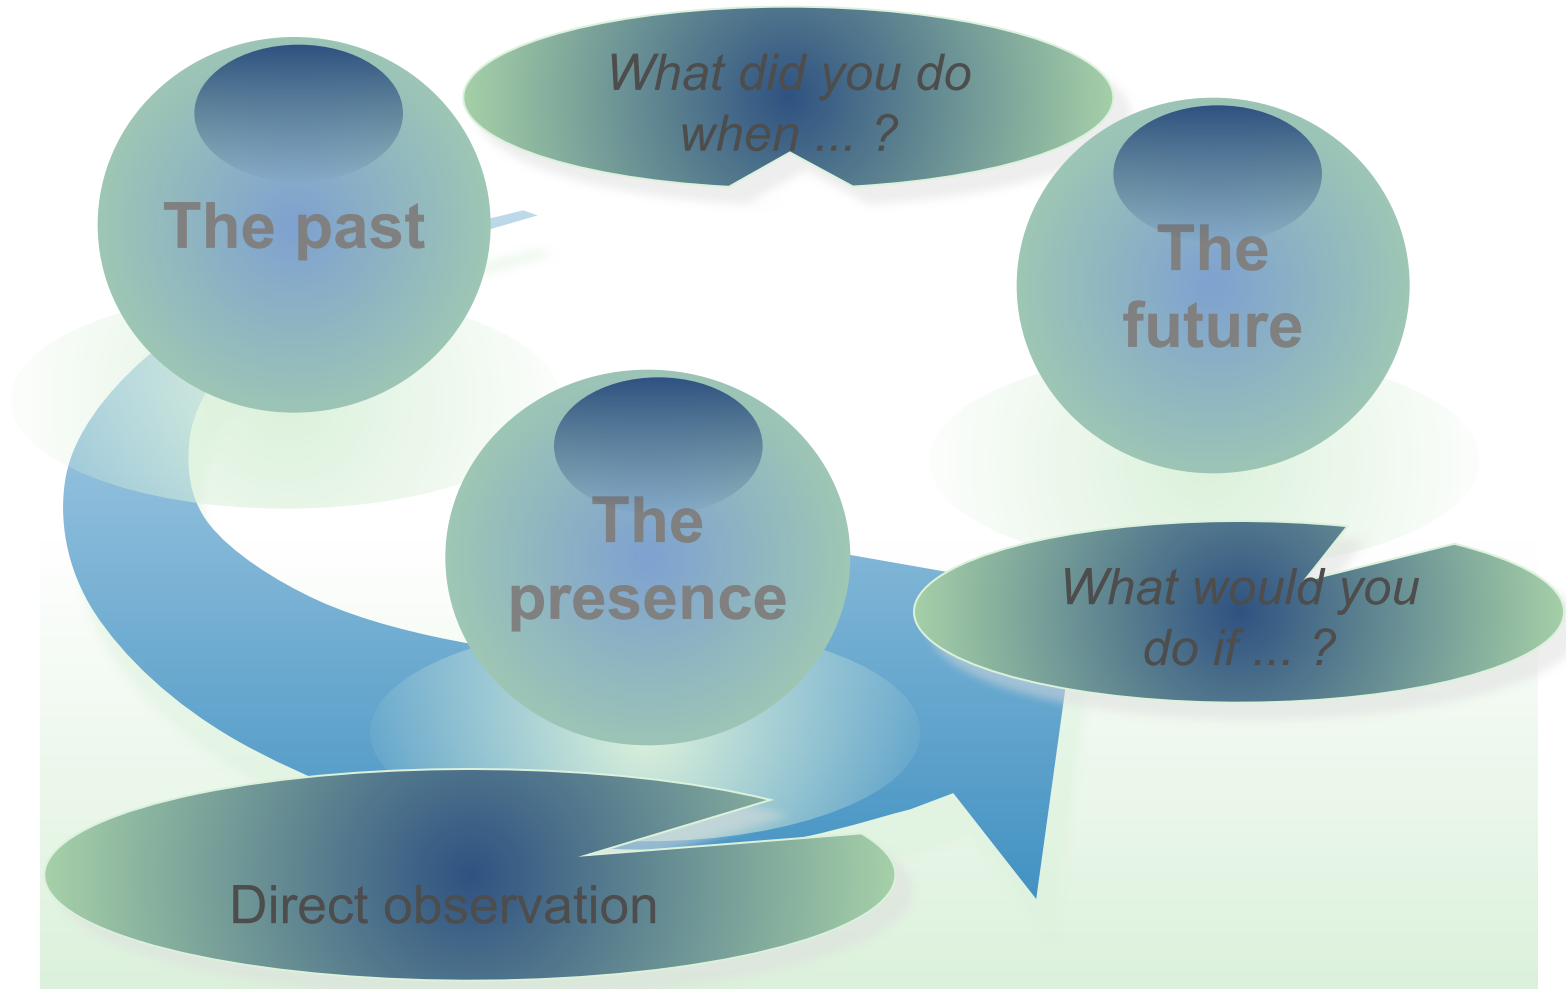 What did you do
when ... ?
The past
The
future
The
presence
What would you
do if ... ?
Direct observation